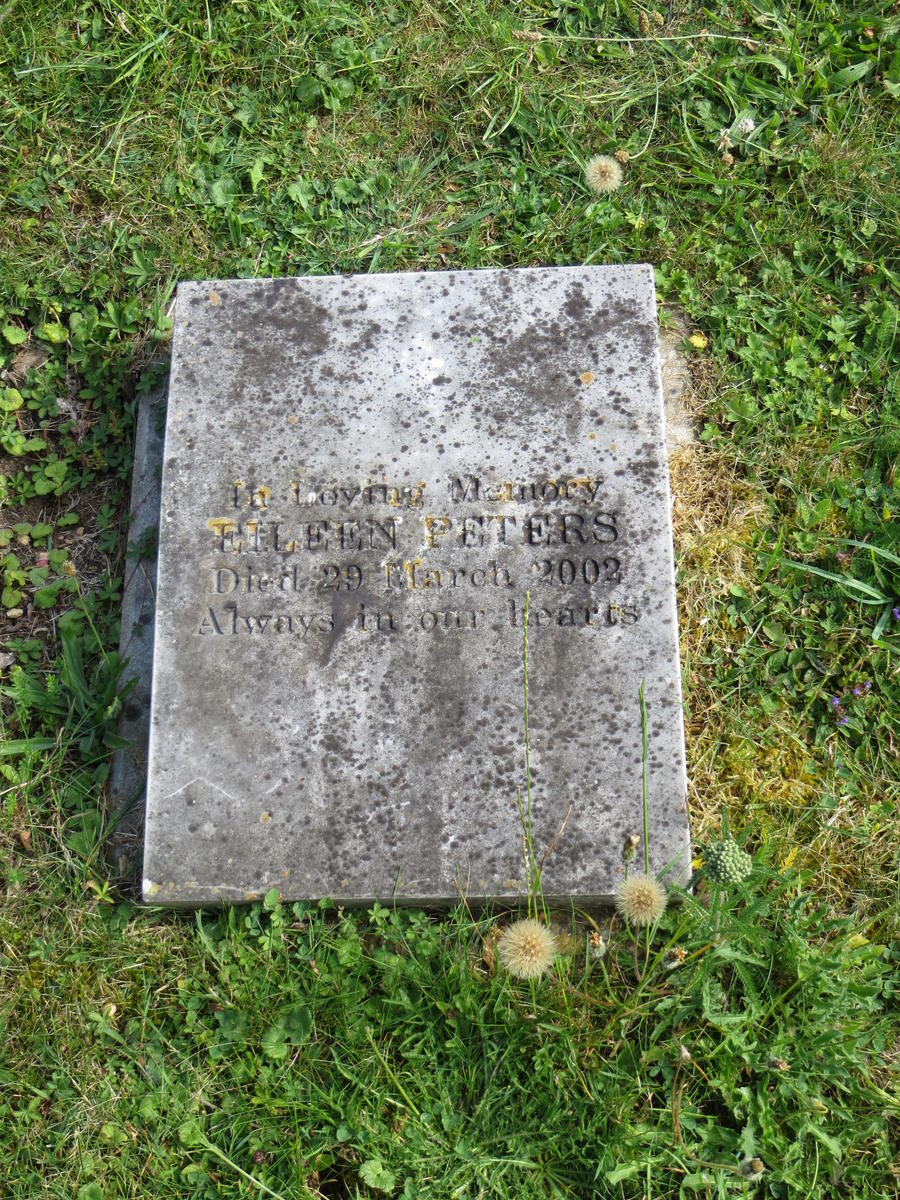 In Loving Memory
EILEEN PETERS
Died 29 March 2002
Always in our hearts